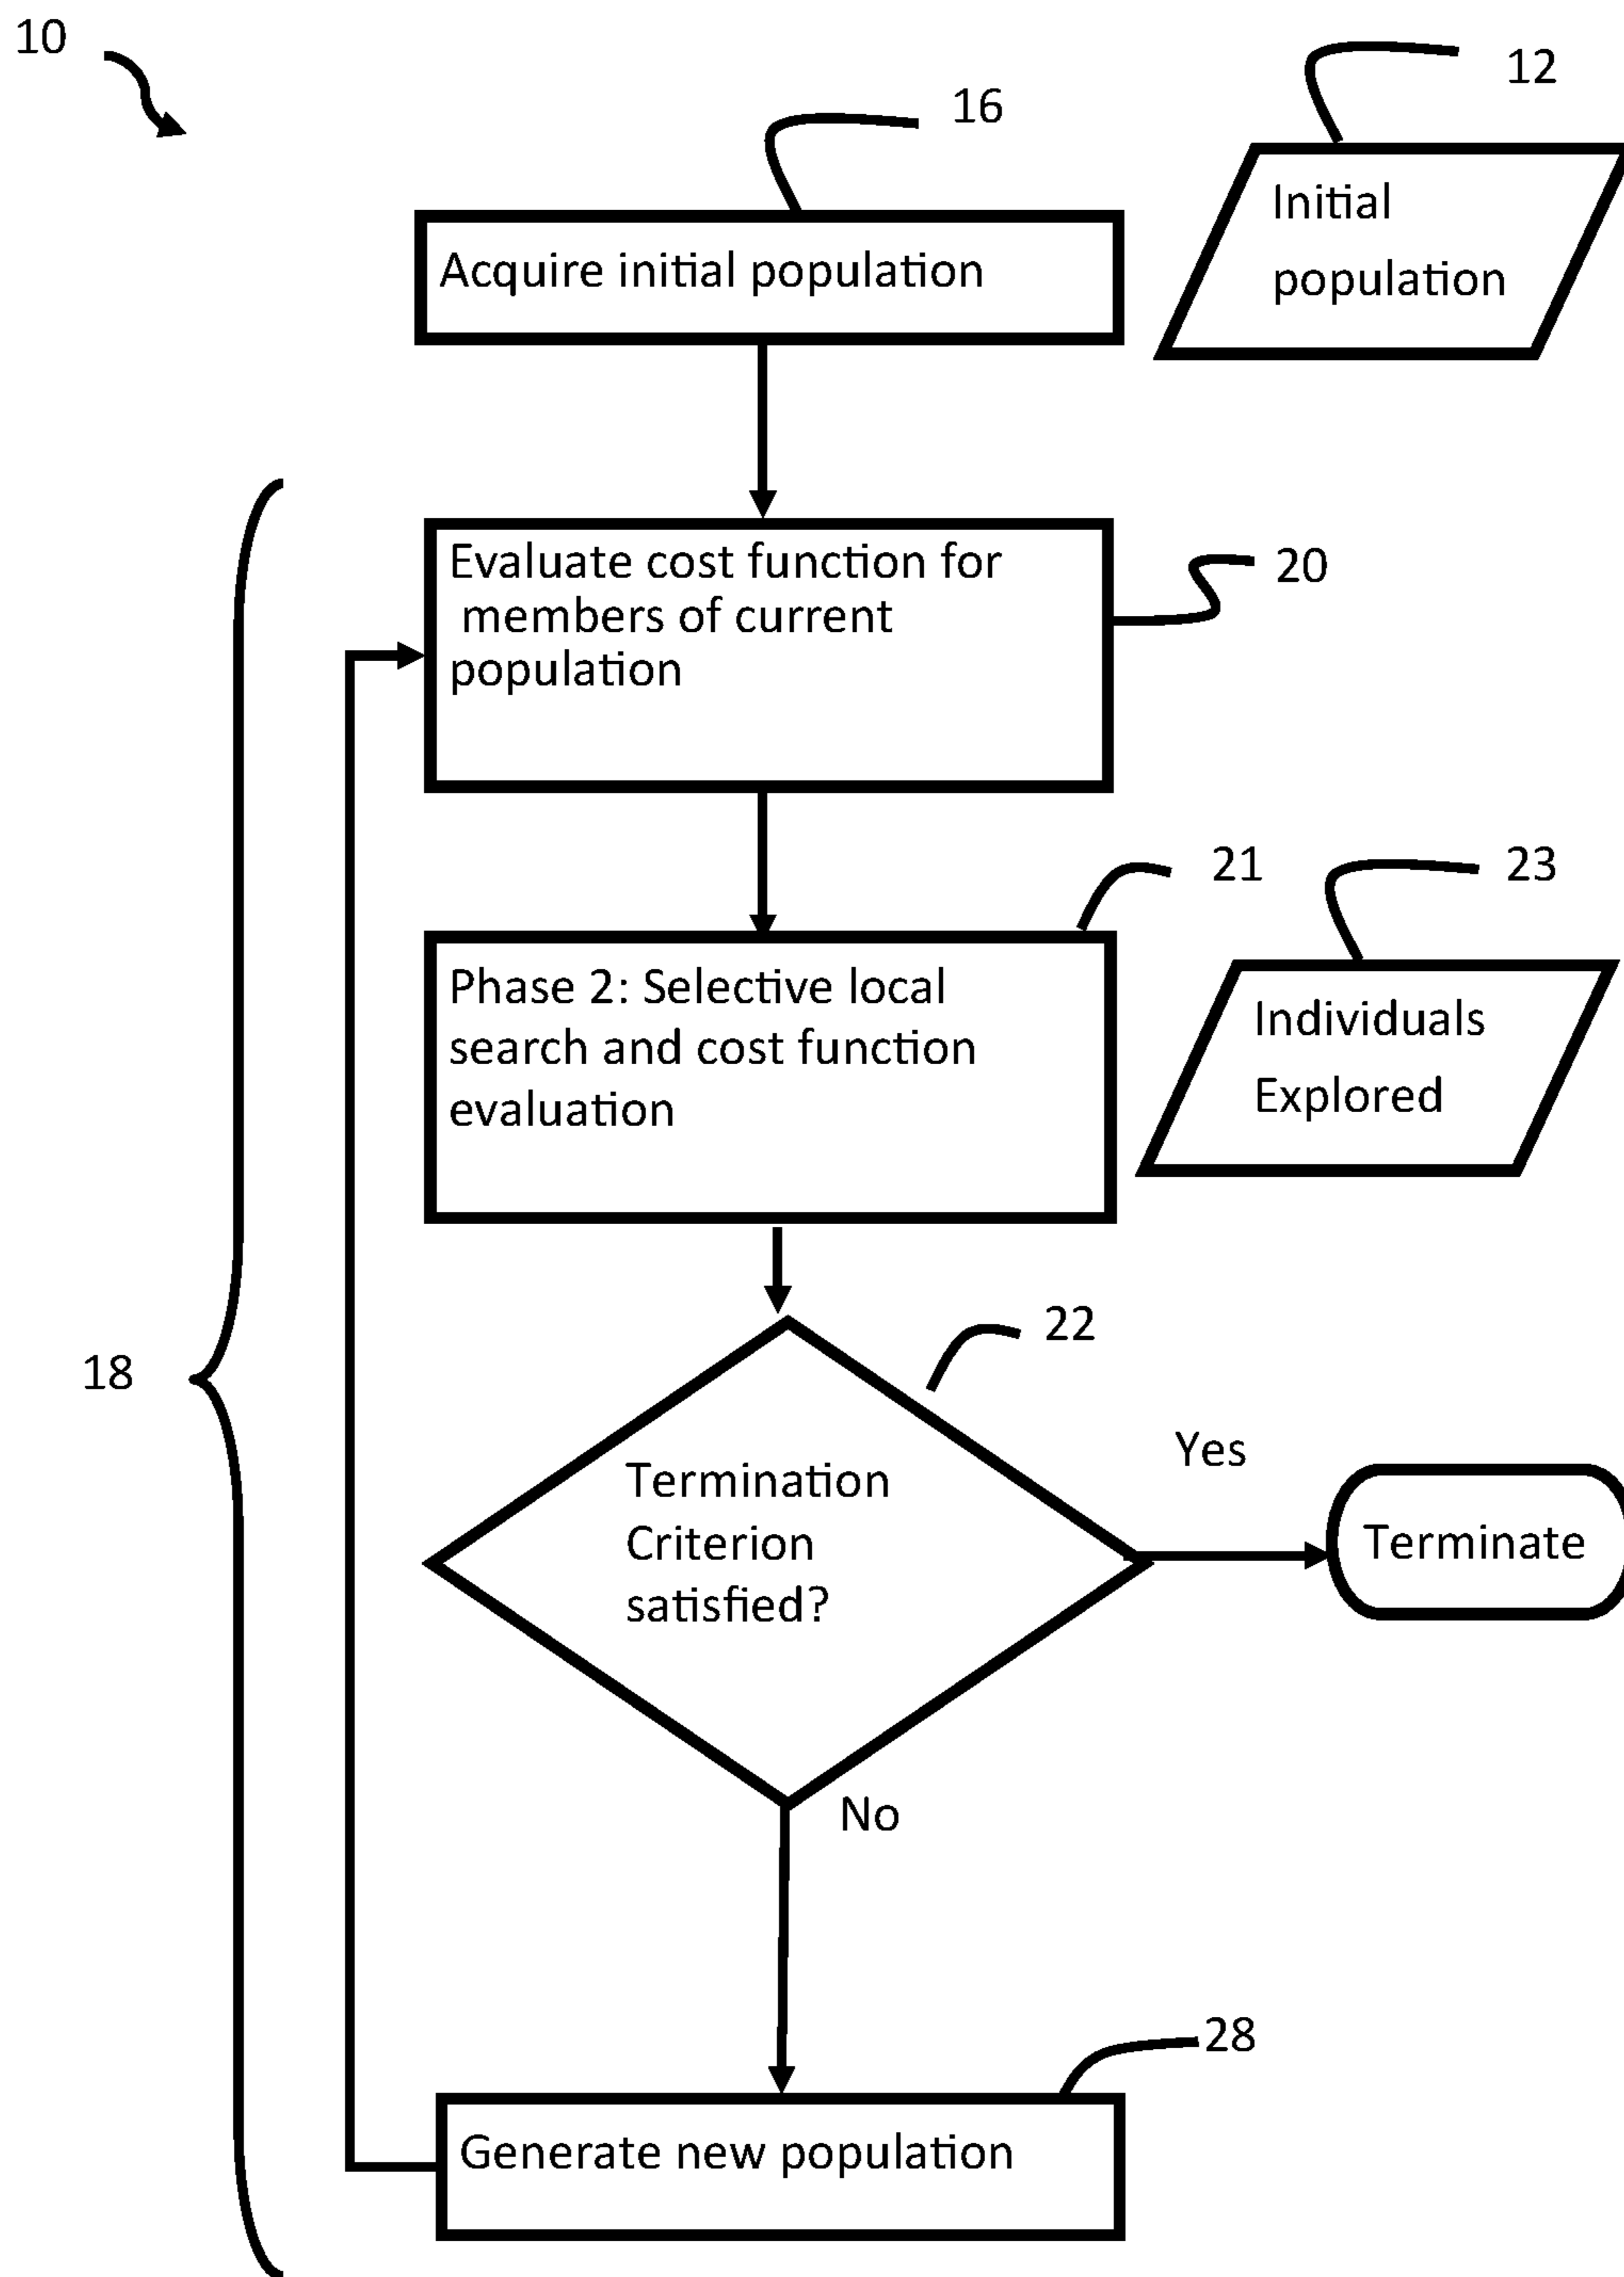 10
12
16
Initial
population
Acquire initial population
Evaluate cost function for
members of current
population
20
21
23
Phase 2: Selective local
search and cost function
evaluation
Individuals
Explored
22
18
Yes
Termination
Criterion
satisfied?
Terminate
No
28
Generate new population